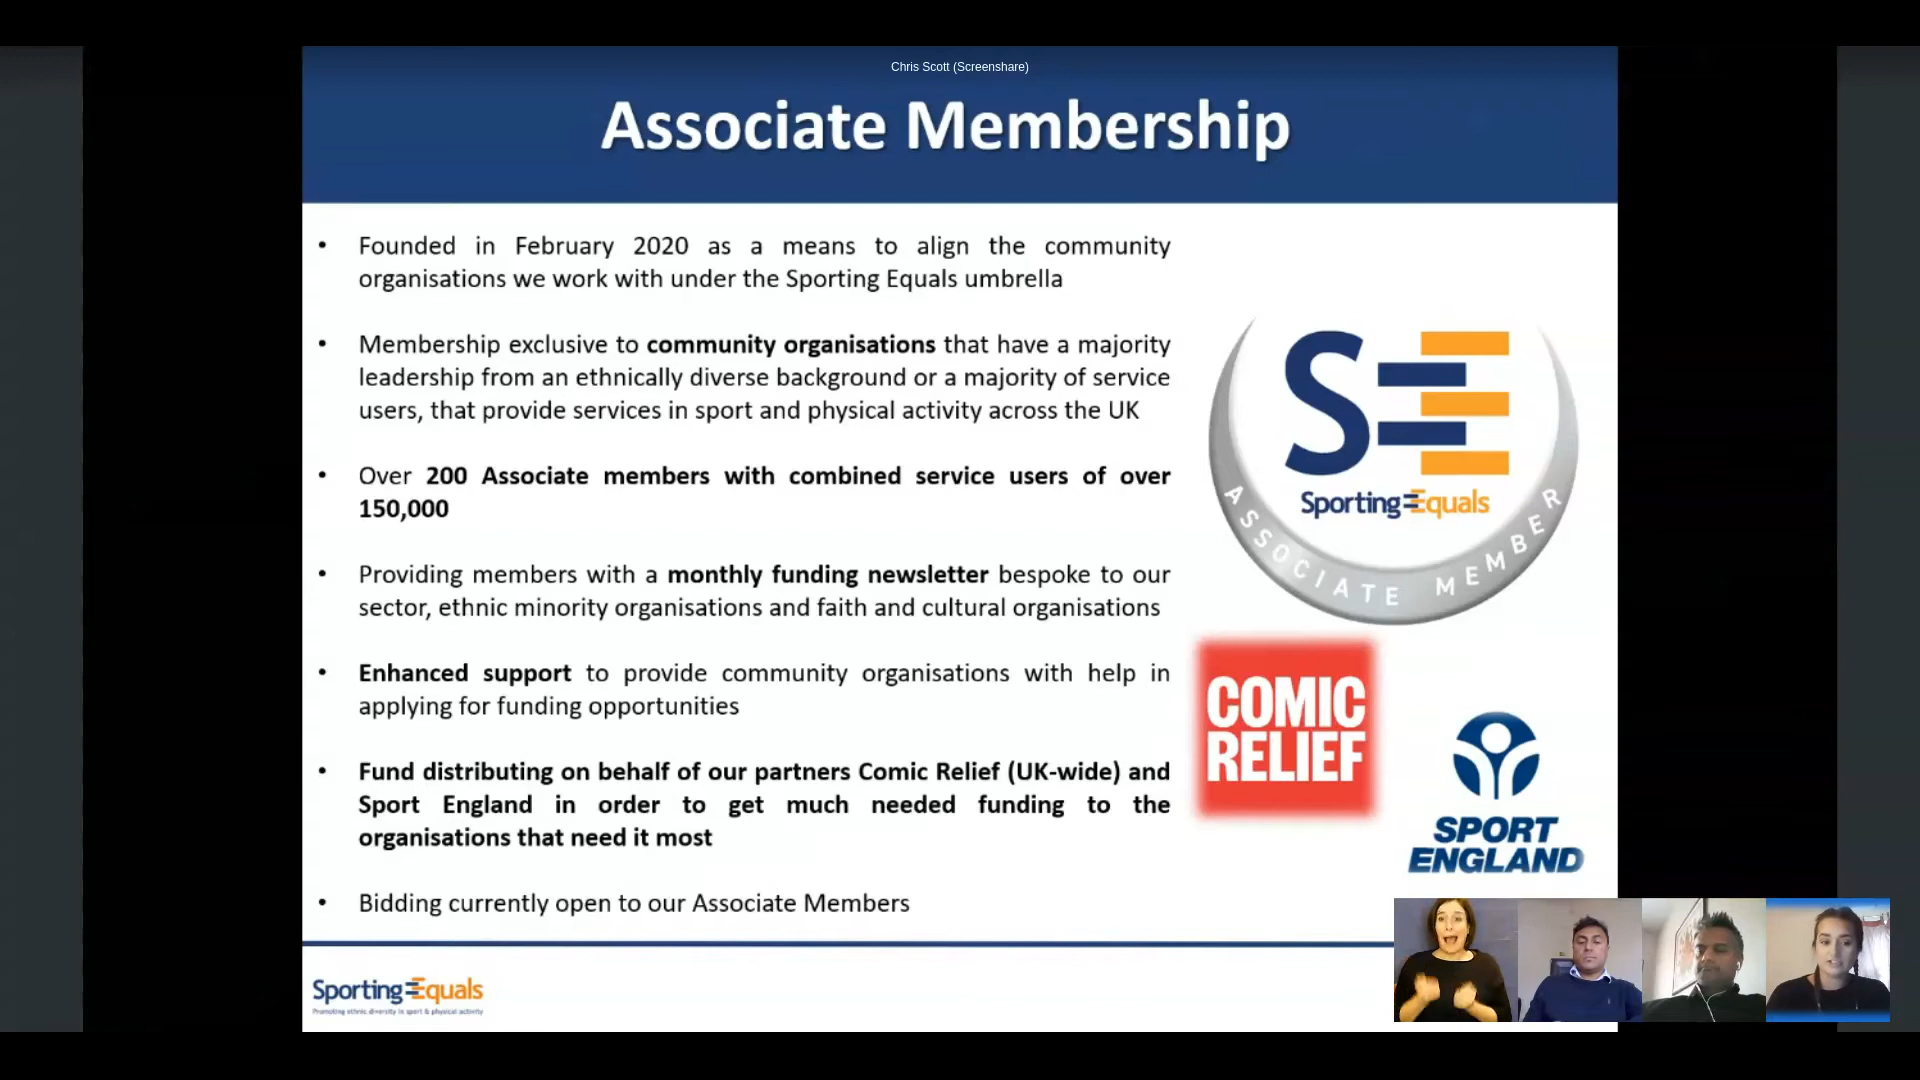 Chris Scott (Screenshare)
Associate Membership
• Founded in February 2020 as a means to align the community
organisations we work with under the Sporting Equals umbrella
• Membership exclusive to community organisations that have a majority
leadership from an ethnically diverse background or a majority of service
users, that provide services in sport and physical activity across the UK
• Over 200 Associate members with combined service users of over
150,000
• Providing members with a monthly funding newsletter bespoke to our
sector, ethnic minority organisations and faith and cultural organisations
• Enhanced support to provide community organisations with help in
applying for funding opportunities
• Fund distributing on behalf of our partners Comic Relief (UK-wide) and
Sport England in order to get much needed funding to the
organisations that need it most
• Bidding currently open to our Associate Members
SE
Sporting Equals
ASSOCIATE MEMBER
COMIC
RELIEF
SPORT
ENGLAND
Sporting Equals
Promoting ethnic diversity in sport & physical activity